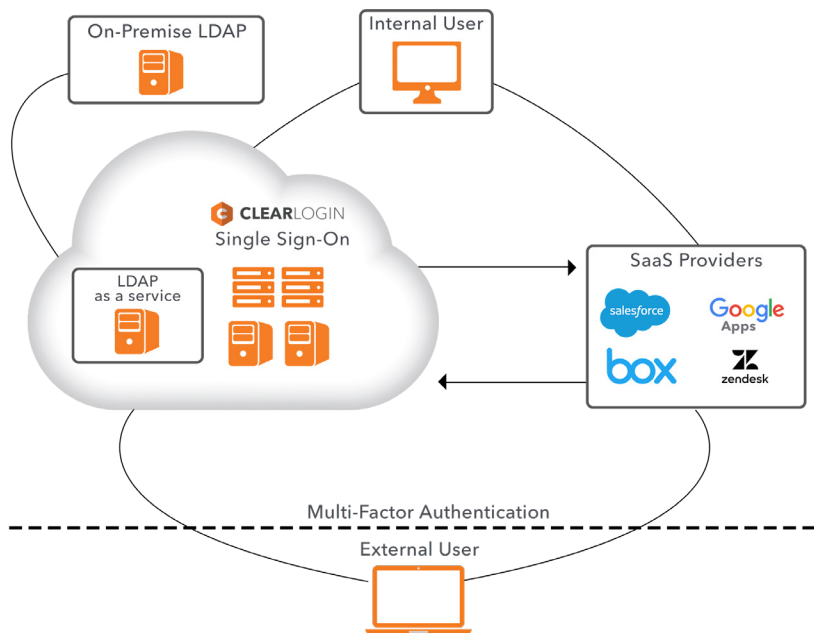 On-Premise LDAP
Internal User
CLEARLOGIN
Single Sign-On
LDAP
as a service
SaaS Providers
salesforce
Google
Apps
box
zendesk
Multi-Factor Authentication
External User